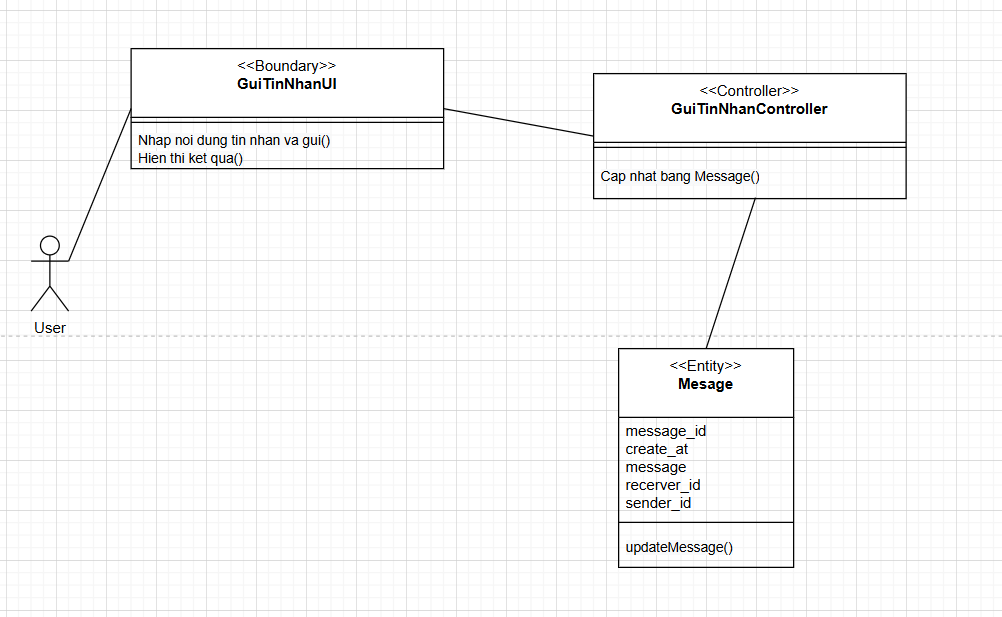 <<Boundary>>
GuiTinNhanUI
Nhap noi dung tin nhan va gui()
Hien thi ket qua()
<<Controller>>
GuiTinNhanController
Cap nhat bang Message()
User
<<Entity>>
Mesage
message_id
create_at
message
recerver_id
sender_id
updateMessage()